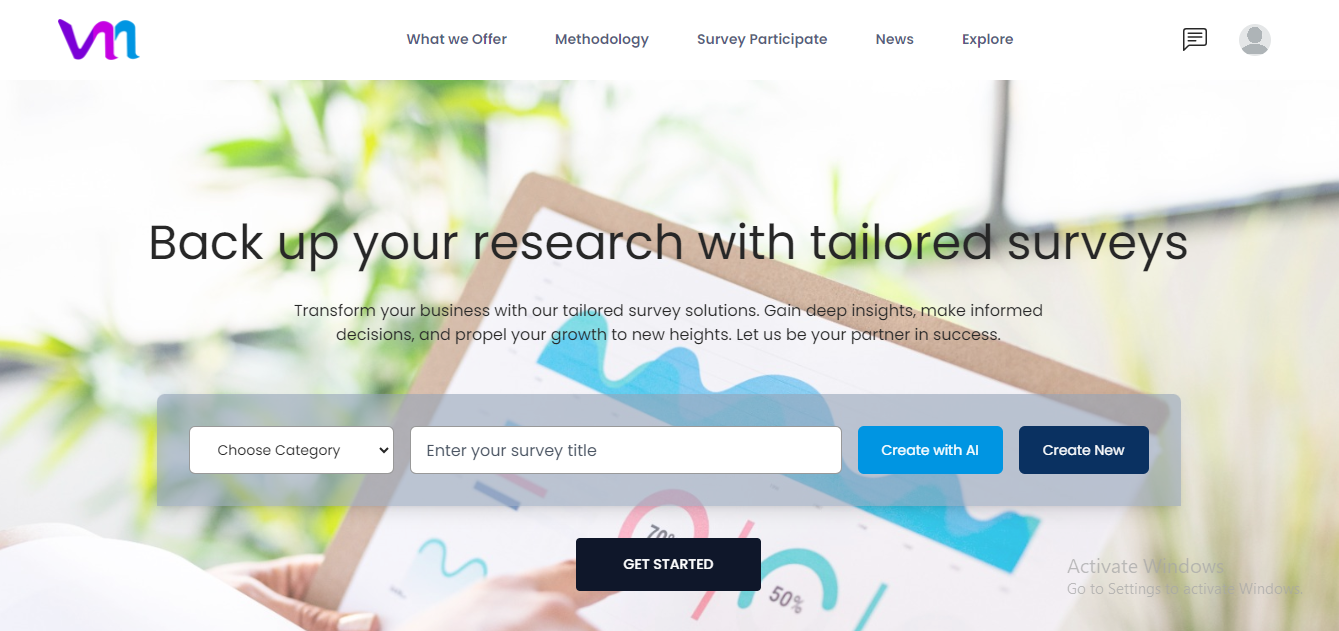 vm
What we Offer
Methodology
Survey Participate
News
Explore
Back up your research with tailored surveys
Transform your business with our tailored survey solutions. Gain deep insights, make informed
decisions, and propel your growth to new heights. Let us be your partner in success.
Choose Category
Enter your survey title
Create with AI
Create New
70%
GET STARTED
50%
Activate Windows
Go to Settings to activate Windows.